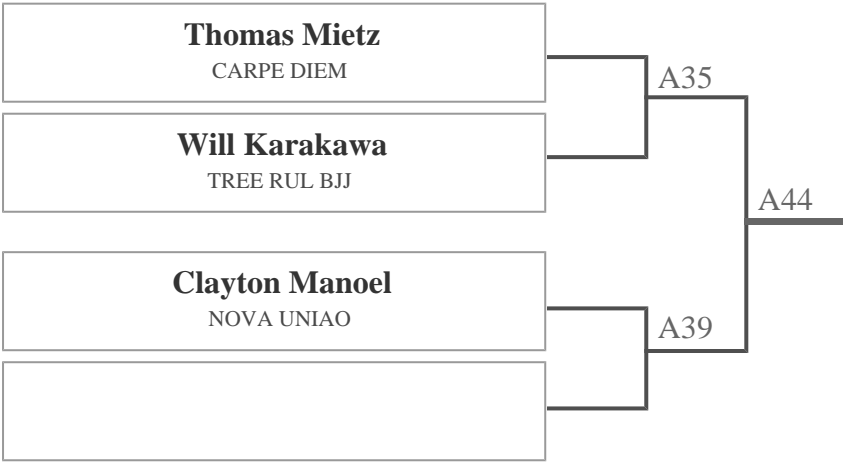 Thomas Mietz
CARPE DIEM
A35
Will Karakawa
TREE RUL BJJ
A44
Clayton Manoel
NOVA UNIAO
A39